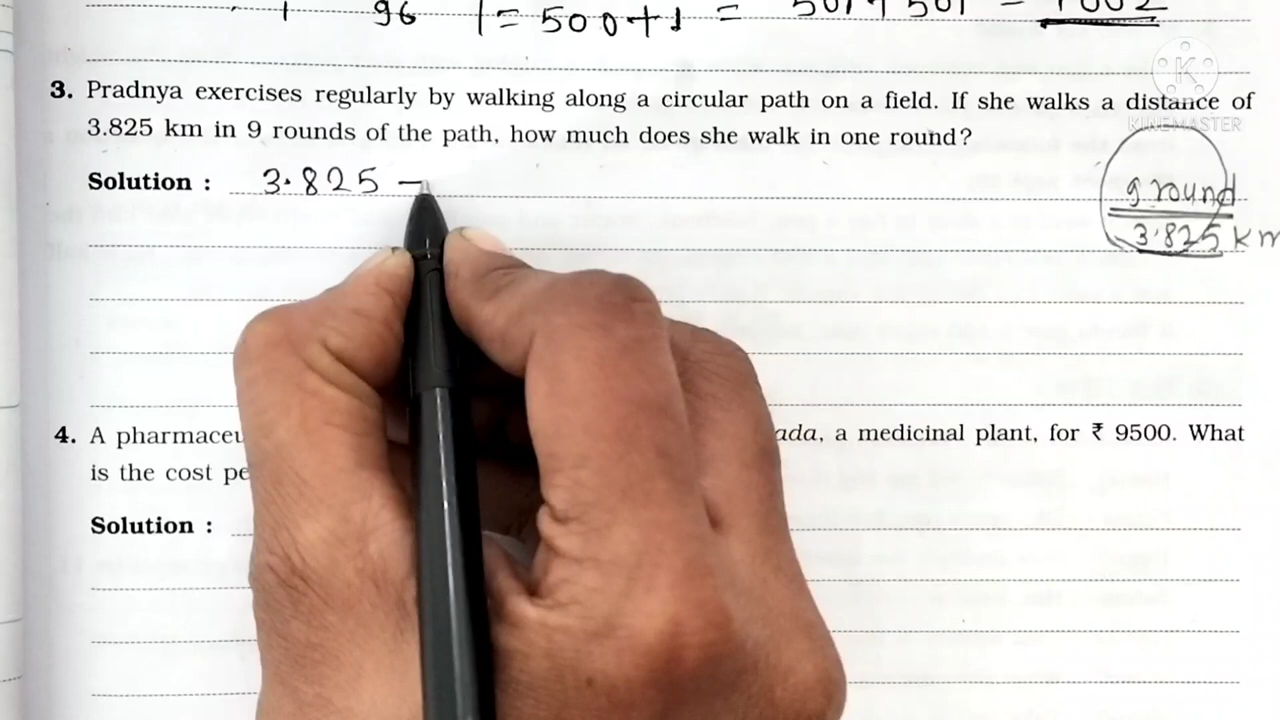 1 96 | = 500+1 = 501+501 = 1002
3. Pradnya exercises regularly by walking along a circular path on a field. If she walks a distance of
KINEMASTER
3.825 km in 9 rounds of the path, how much does she walk in one round?
Solution : 3.825 –
9 round
3.825 km
4. A pharmaceu ada, a medicinal plant, for ₹ 9500. What
is the cost pe
Solution :